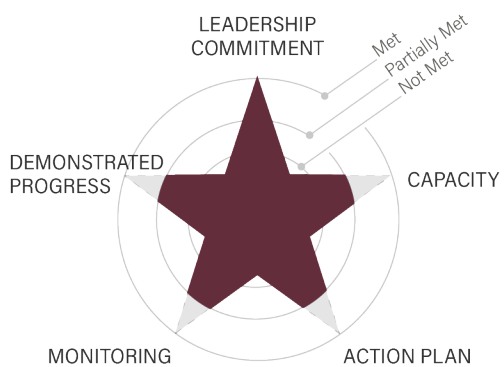 LEADERSHIP
COMMITMENT
Met
Partially Met
Not Met
DEMONSTRATED
PROGRESS
CAPACITY
MONITORING
ACTION PLAN